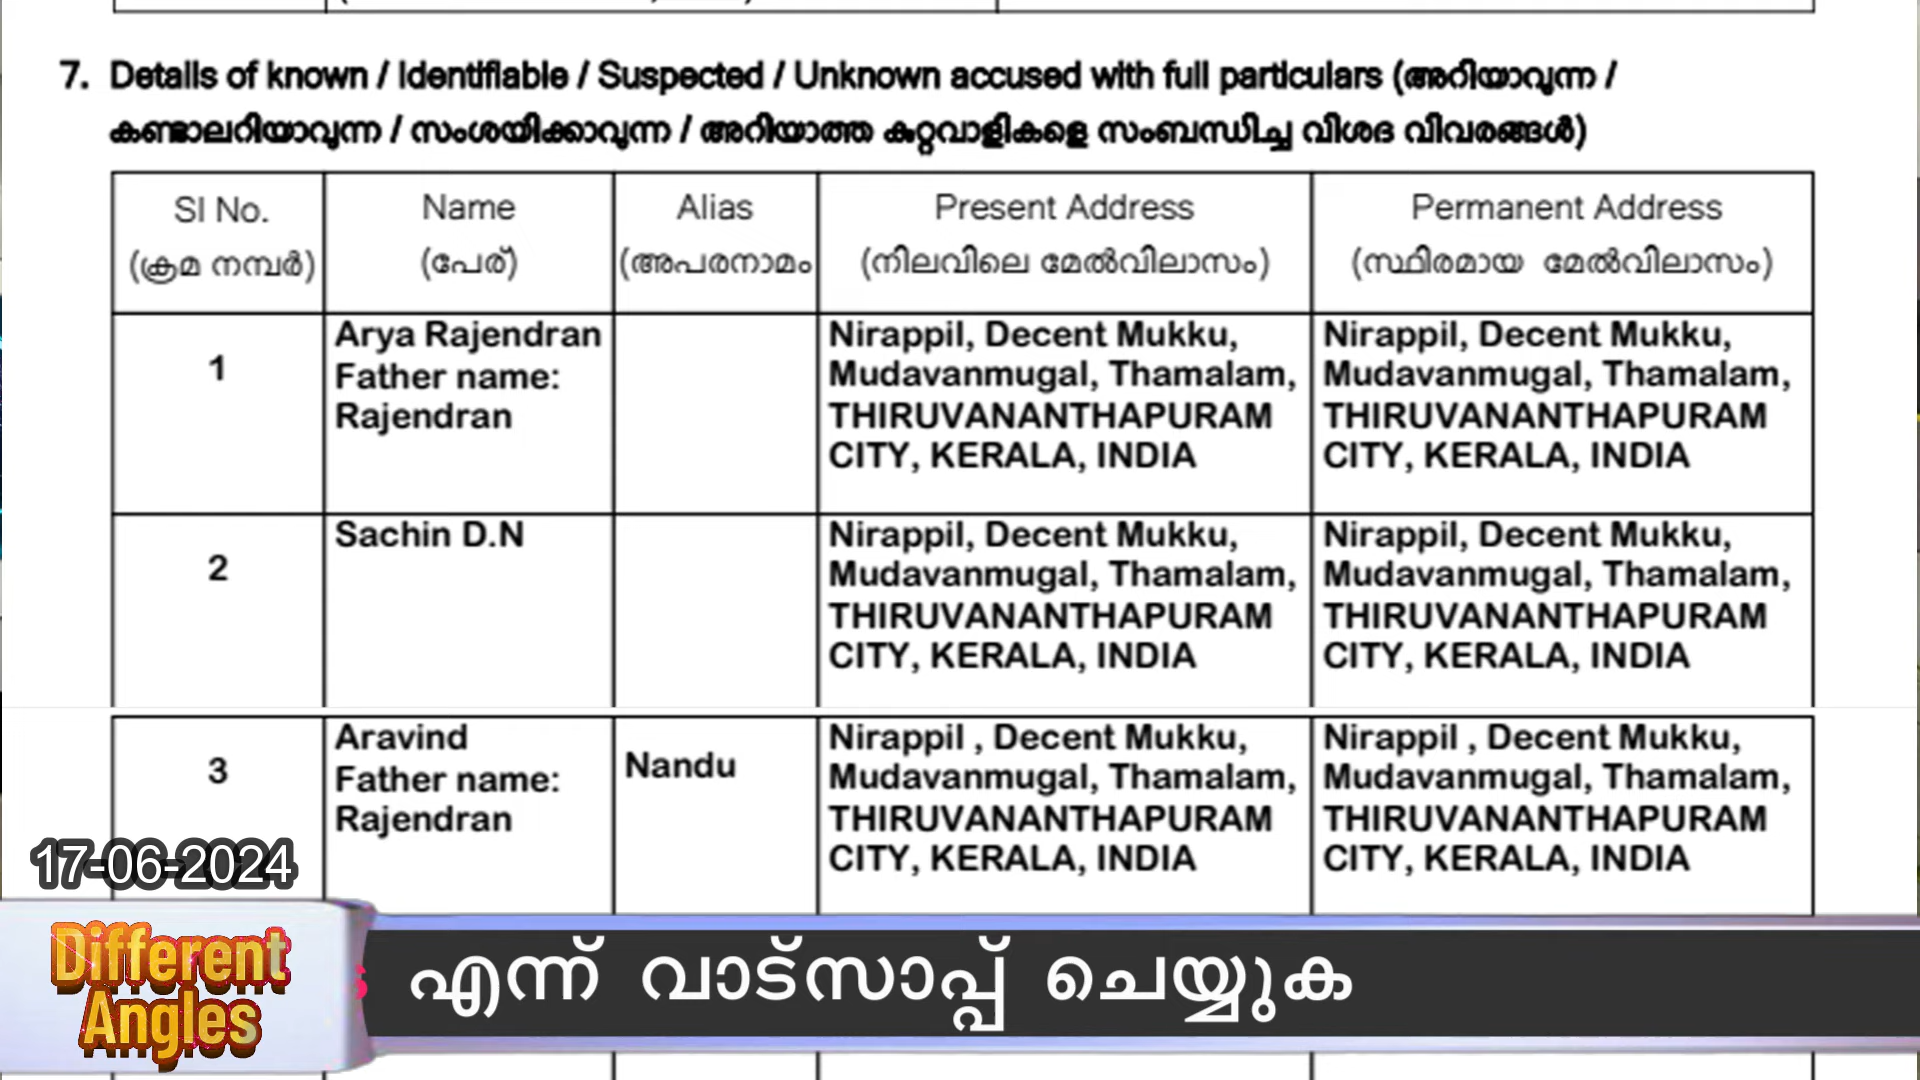 7. Details of known / Identifiable / Suspected / Unknown accused with full particulars (അറിയാവുന്ന /
കണ്ടാലറിയാവുന്ന / സംശയിക്കാവുന്ന / അറിയാത്ത കുറ്റവാളികളെ സംബന്ധിച്ച വിശദ വിവരങ്ങൾ)
Sl No. Name Alias Present Address Permanent Address
(ക്രമ നമ്പർ) (പേര്) (അപരനാമം (നിലവിലെ മേൽവിലാസം) (സ്ഥിരമായ മേൽവിലാസം)
1 Arya Rajendran Nirappil, Decent Mukku, Nirappil, Decent Mukku,
Father name: Mudavanmugal, Thamalam, Mudavanmugal, Thamalam,
Rajendran THIRUVANANTHAPURAM THIRUVANANTHAPURAM
CITY, KERALA, INDIA CITY, KERALA, INDIA
2 Sachin D.N Nirappil, Decent Mukku, Nirappil, Decent Mukku,
Mudavanmugal, Thamalam, Mudavanmugal, Thamalam,
THIRUVANANTHAPURAM THIRUVANANTHAPURAM
CITY, KERALA, INDIA CITY, KERALA, INDIA
3 Aravind Nandu Nirappil , Decent Mukku, Nirappil , Decent Mukku,
Father name: Mudavanmugal, Thamalam, Mudavanmugal, Thamalam,
Rajendran THIRUVANANTHAPURAM THIRUVANANTHAPURAM
CITY, KERALA, INDIA CITY, KERALA, INDIA
17-06-2024
Different
Angles
എന്ന് വാട്സാപ്പ് ചെയ്യുക